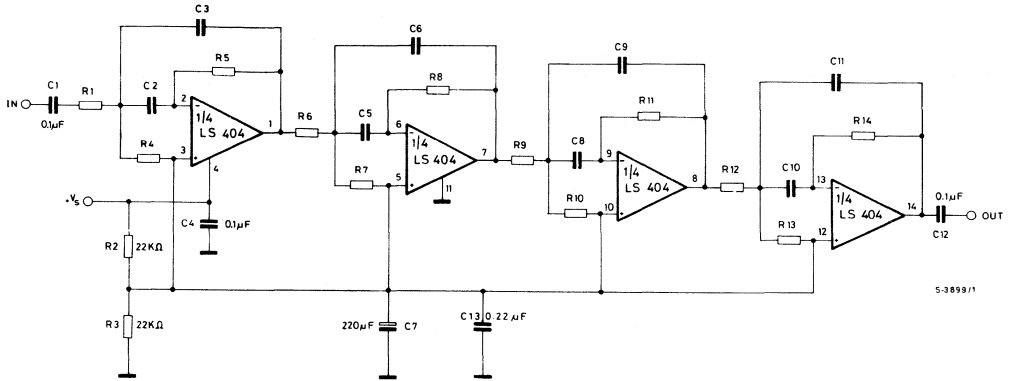 C3
C6
C9
C11
R5
R8
R11
R14
IN
C1
0.1µF
R1
C2
2
1/4
LS 404
3
1
4
R4
R6
C5
6
1/4
LS 404
5
7
11
R7
R9
C8
9
1/4
LS 404
10
8
R10
R12
C10
13
1/4
LS 404
12
14
R13
0.1µF
C12
OUT
+Vs
C4
0.1µF
R2
22KΩ
R3
22KΩ
220µF
C7
C13
0.22µF
S-3899/1